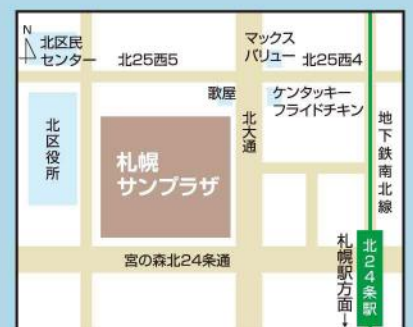 N
北区民
センター
北25西5
マックス
バリュー
北25西4
歌屋
ケンタッキー
フライドチキン
北区役所
北大通
地下鉄南北線
札幌
サンプラザ
宮の森北24条通
札幌駅方面↓
北24条駅